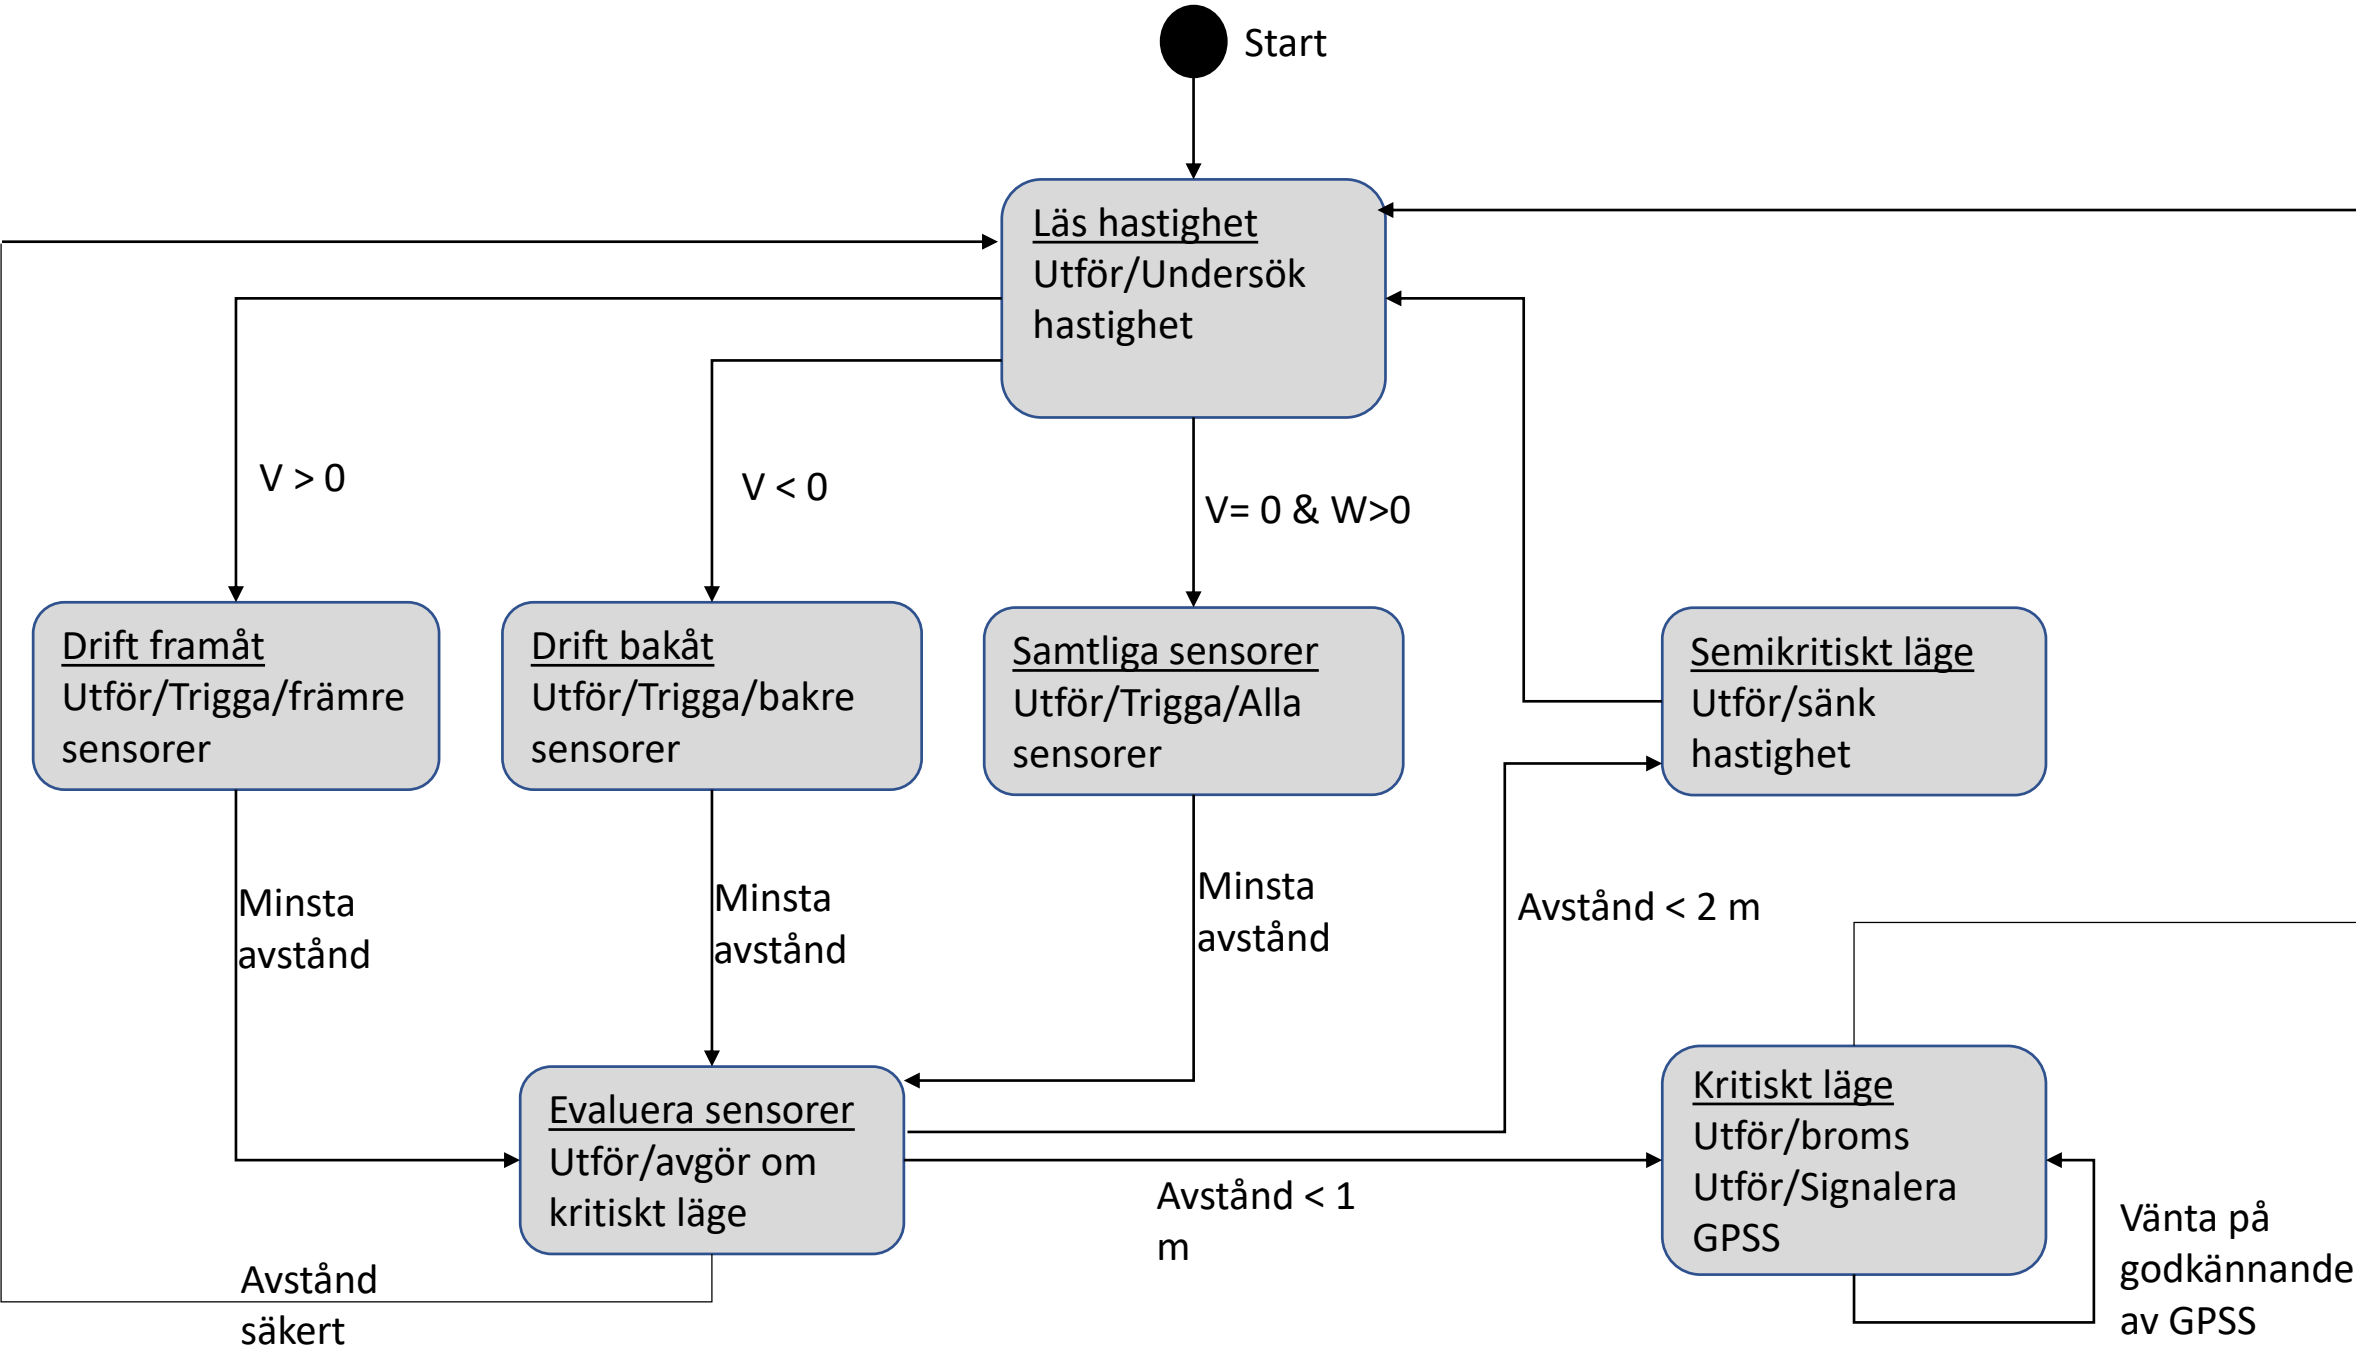 Start
Läs hastighet
Utför/Undersök
hastighet
V > 0
V < 0
V= 0 & W>0
Drift framåt
Utför/Trigga/främre
sensorer
Drift bakåt
Utför/Trigga/bakre
sensorer
Samtliga sensorer
Utför/Trigga/Alla
sensorer
Semikritiskt läge
Utför/sänk
hastighet
Minsta
avstånd
Minsta
avstånd
Minsta
avstånd
Avstånd < 2 m
Evaluera sensorer
Utför/avgör om
kritiskt läge
Avstånd < 1
m
Kritiskt läge
Utför/broms
Utför/Signalera
GPSS
Vänta på
godkännande
av GPSS
Avstånd
säkert